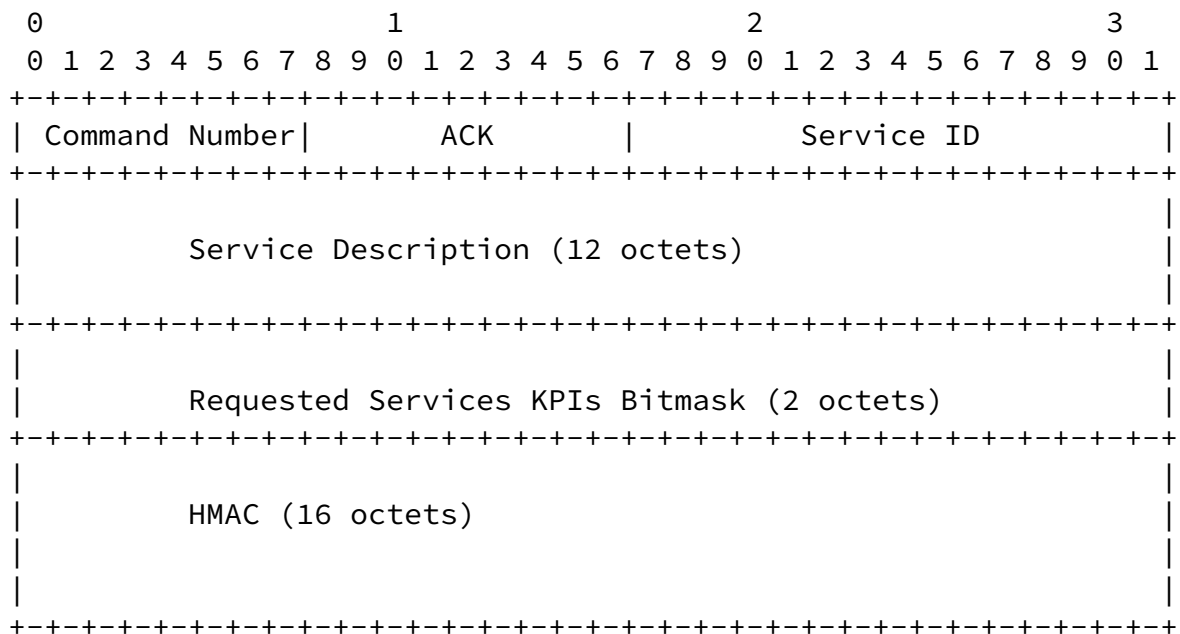 0                   1                   2                   3
 0 1 2 3 4 5 6 7 8 9 0 1 2 3 4 5 6 7 8 9 0 1 2 3 4 5 6 7 8 9 0 1
+-+-+-+-+-+-+-+-+-+-+-+-+-+-+-+-+-+-+-+-+-+-+-+-+-+-+-+-+-+-+-+-+
| Command Number|       ACK       |         Service ID          |
+-+-+-+-+-+-+-+-+-+-+-+-+-+-+-+-+-+-+-+-+-+-+-+-+-+-+-+-+-+-+-+-+
|                                                               |
|         Service Description (12 octets)                       |
|                                                               |
+-+-+-+-+-+-+-+-+-+-+-+-+-+-+-+-+-+-+-+-+-+-+-+-+-+-+-+-+-+-+-+-+
|                                                               |
|         Requested Services KPIs Bitmask (2 octets)            |
+-+-+-+-+-+-+-+-+-+-+-+-+-+-+-+-+-+-+-+-+-+-+-+-+-+-+-+-+-+-+-+-+
|                                                               |
|         HMAC (16 octets)                                      |
|                                                               |
|                                                               |
+-+-+-+-+-+-+-+-+-+-+-+-+-+-+-+-+-+-+-+-+-+-+-+-+-+-+-+-+-+-+-+-+